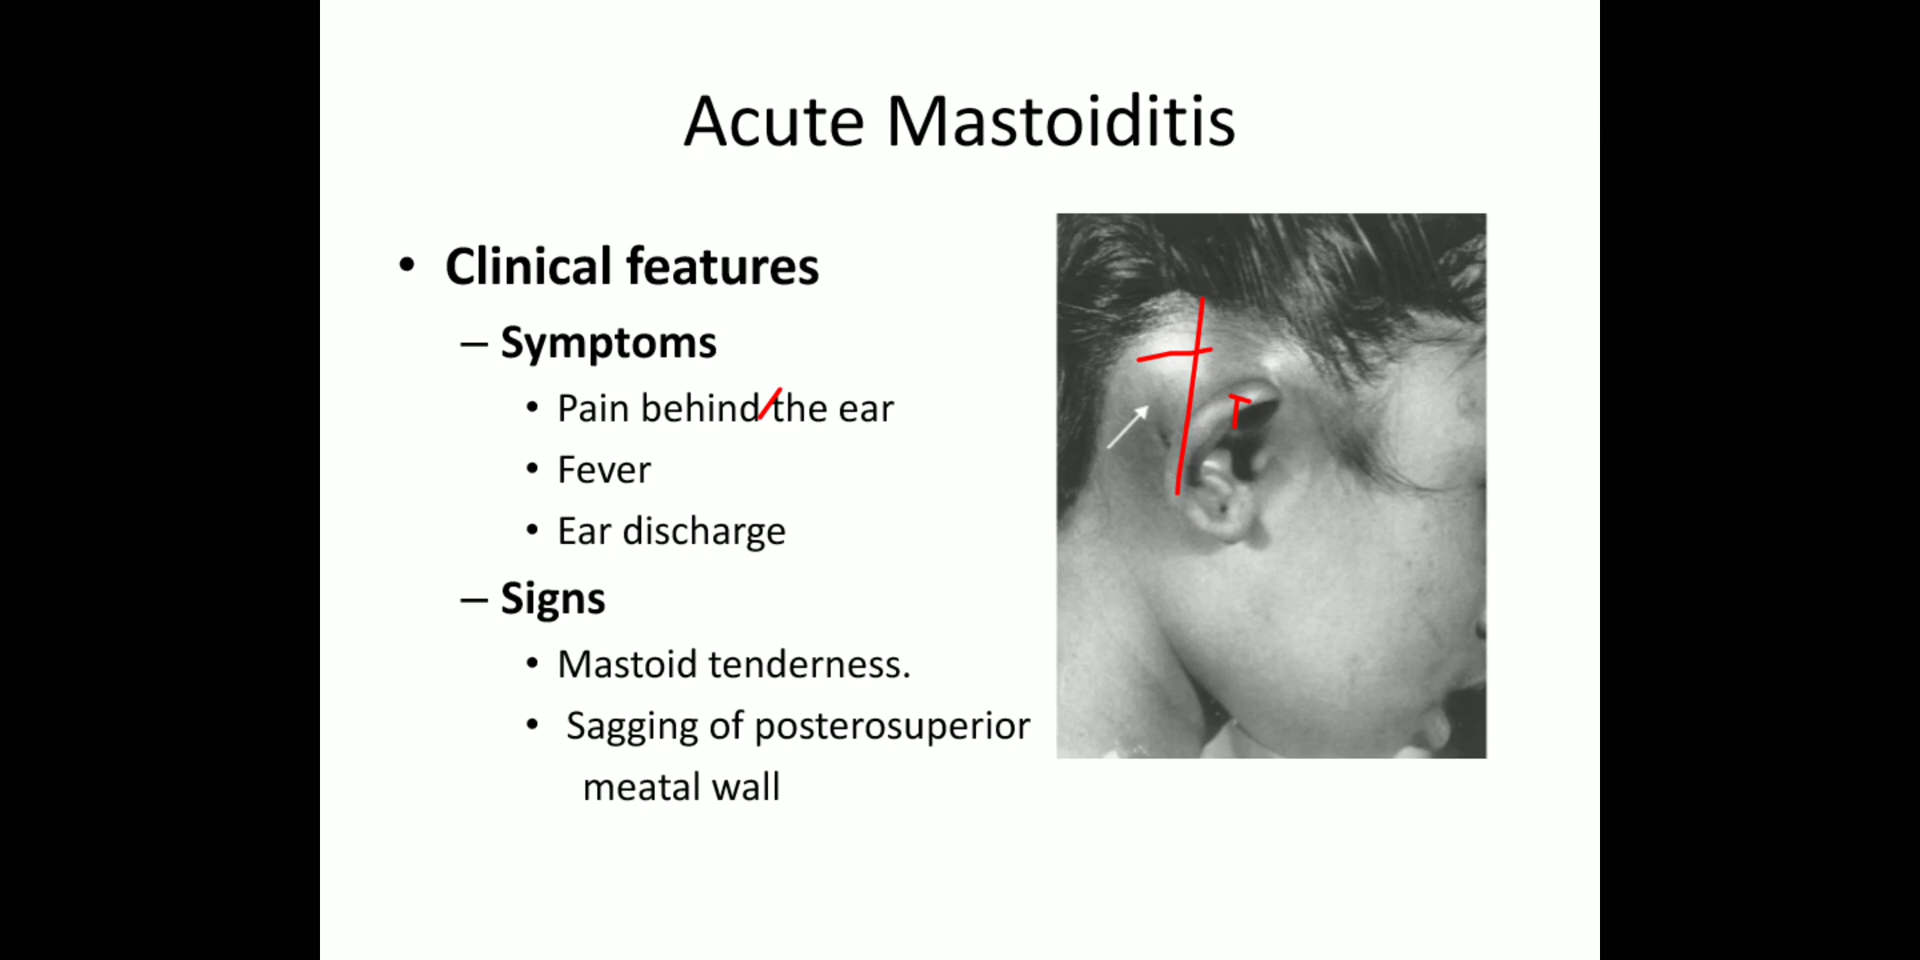 Acute Mastoiditis
• Clinical features
– Symptoms
• Pain behind the ear
• Fever
• Ear discharge
– Signs
• Mastoid tenderness.
• Sagging of posterosuperior
meatal wall